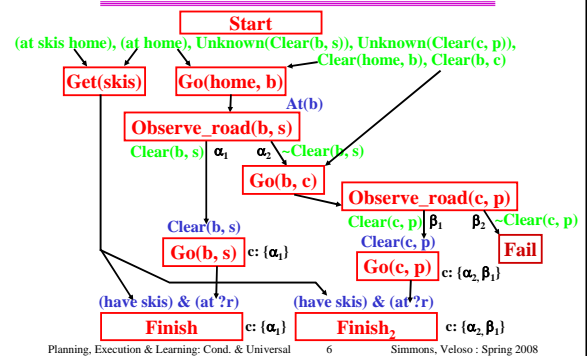 Start
(at skis home), (at home), Unknown(Clear(b, s)), Unknown(Clear(c, p)),
Clear(home, b), Clear(b, c)
Get(skis)
Go(home, b)
At(b)
Observe_road(b, s)
Clear(b, s) α1 α2 ~Clear(b, s)
Go(b, c)
Observe_road(c, p)
Clear(c, p) β1 β2 ~Clear(c, p)
Clear(b, s)
Clear(c, p)
Fail
Go(b, s) c: {α1}
Go(c, p) c: {α2, β1}
(have skis) & (at ?r)
(have skis) & (at ?r)
Finish c: {α1}
Finish2 c: {α2, β1}
Planning, Execution & Learning: Cond. & Universal 6 Simmons, Veloso : Spring 2008